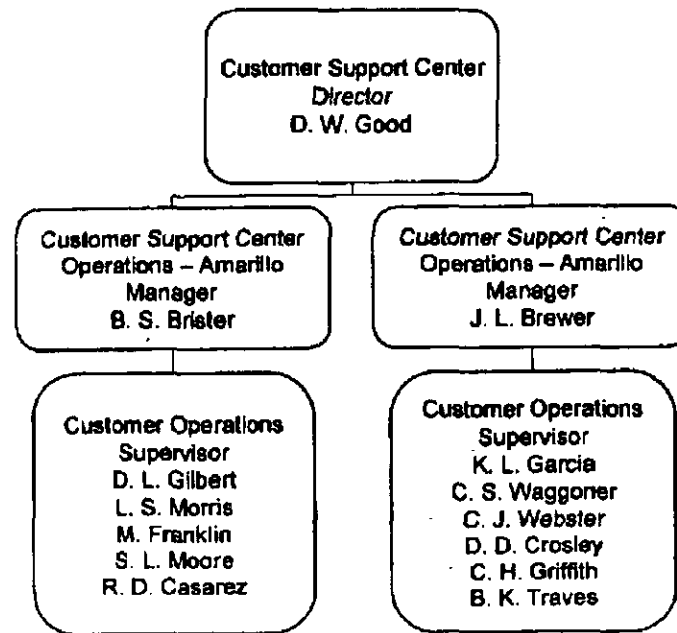 Customer Support Center
Director
D. W. Good
Customer Support Center
Operations – Amarillo
Manager
B. S. Brister
Customer Support Center
Operations – Amarillo
Manager
J. L. Brewer
Customer Operations
Supervisor
D. L. Gilbert
L. S. Morris
M. Franklin
S. L. Moore
R. D. Casarez
Customer Operations
Supervisor
K. L. Garcia
C. S. Waggoner
C. J. Webster
D. D. Crosley
C. H. Griffith
B. K. Traves